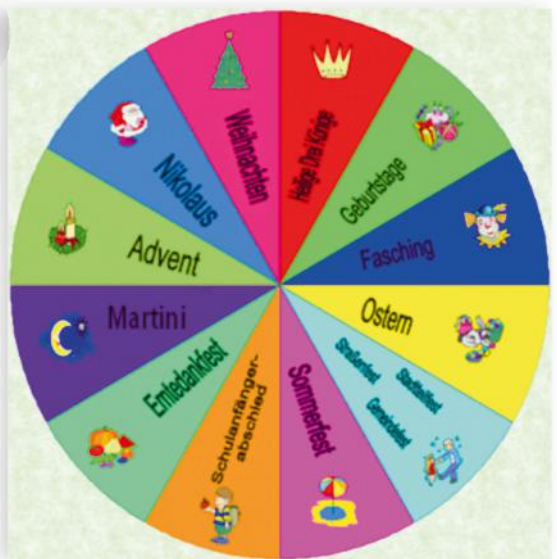 Heilige Drei Könige
Geburtstage
Fasching
Ostern
Straßenfest
Stadtteilfest
Gemeindefest
Sommerfest
Schulanfänger-
abschied
Erntedankfest
Martini
Advent
Nikolaus
Weihnachten